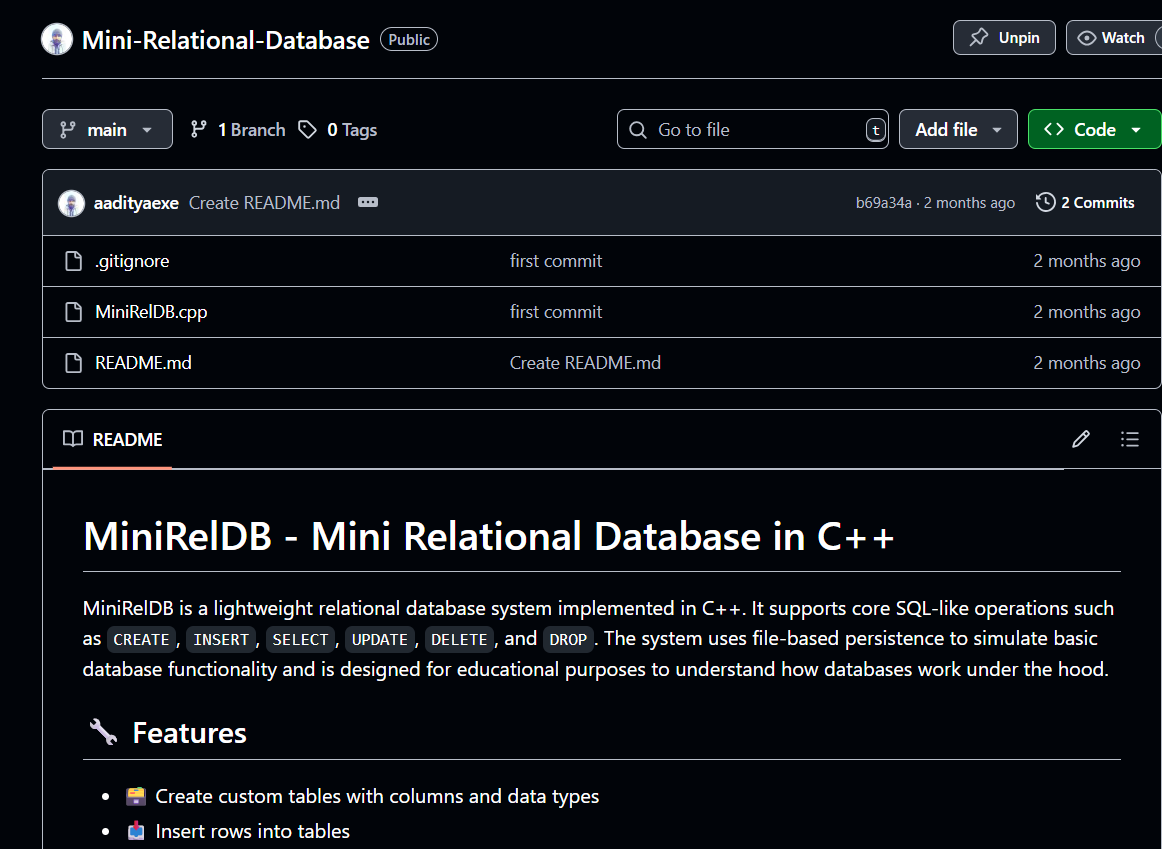 Mini-Relational-Database Public Unpin Watch
main 1 Branch 0 Tags Go to file t Add file Code
aadityaexe Create README.md b69a34a · 2 months ago 2 Commits
.gitignore first commit 2 months ago
MiniRelDB.cpp first commit 2 months ago
README.md Create README.md 2 months ago
README
MiniRelDB - Mini Relational Database in C++
MiniRelDB is a lightweight relational database system implemented in C++. It supports core SQL-like operations such
as CREATE, INSERT, SELECT, UPDATE, DELETE, and DROP. The system uses file-based persistence to simulate basic
database functionality and is designed for educational purposes to understand how databases work under the hood.
Features
Create custom tables with columns and data types
Insert rows into tables